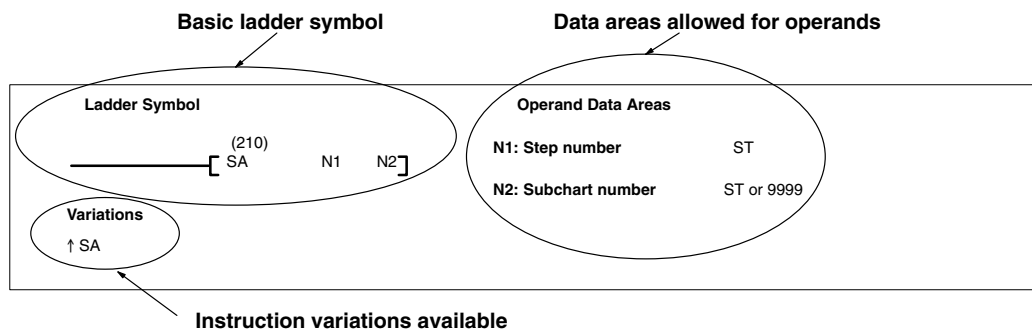 Basic ladder symbol
Data areas allowed for operands
Ladder Symbol
Operand Data Areas
(210)
SA N1 N2
N1: Step number ST
N2: Subchart number ST or 9999
Variations
↑ SA
Instruction variations available